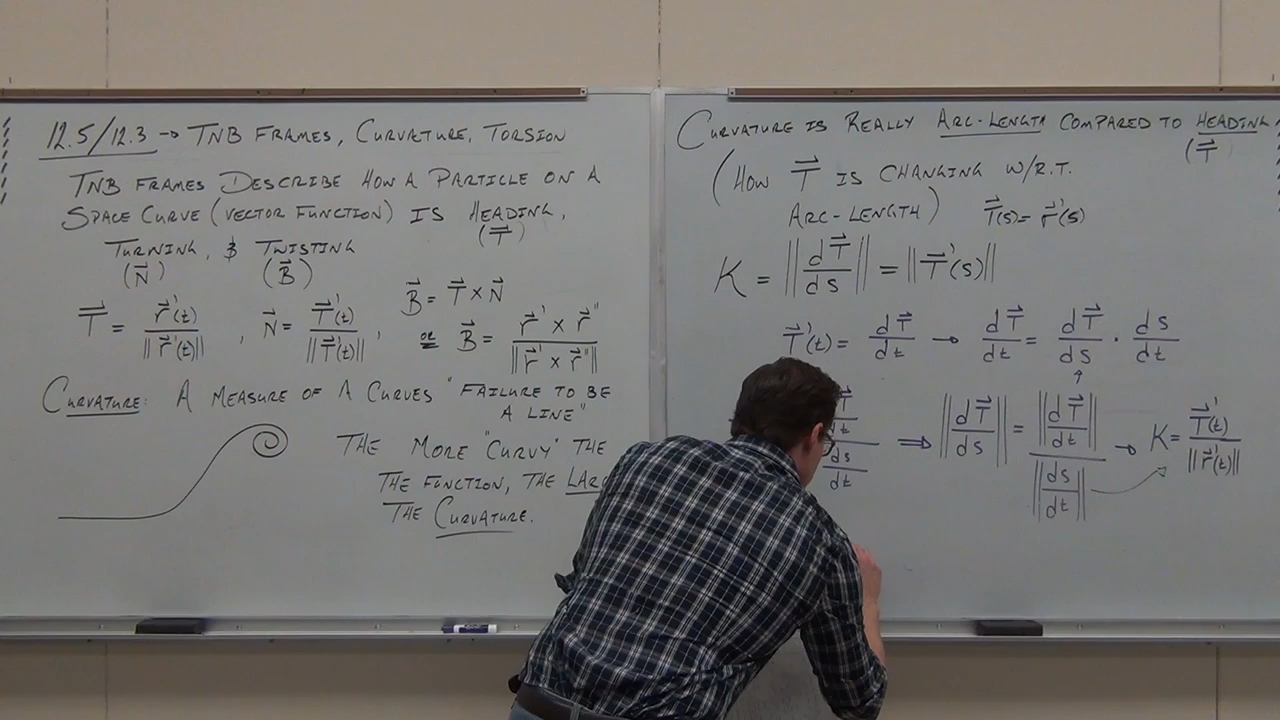 12.5/12.3 → TNB FRAMES, CURVATURE, TORSION
TNB FRAMES DESCRIBE HOW A PARTICLE ON A
SPACE CURVE (VECTOR FUNCTION) IS HEADING,
(T⃗)
TURNING, & TWISTING
(N⃗) (B⃗)
T⃗ = r⃗'(t) / ||r⃗'(t)|| , N⃗ = T⃗'(t) / ||T⃗'(t)|| , B⃗ = T⃗ x N⃗
or B⃗ = r⃗' x r⃗'' / ||r⃗' x r⃗''||
CURVATURE: A MEASURE OF A CURVES "FAILURE TO BE
A LINE"
THE MORE "CURVY" THE
THE FUNCTION, THE
THE CURVATURE.
CURVATURE IS REALLY ARC-LENGTH COMPARED TO HEADING
(T⃗
(HOW T⃗ IS CHANGING W/R.T.
ARC-LENGTH) T⃗(s) = r⃗'(s)
K = ||dT⃗/ds|| = ||T⃗'(s)||
T⃗'(t) = dT⃗/dt → dT⃗/dt = dT⃗/ds · ds/dt
⇒ ||dT⃗/ds|| = ||dT⃗/dt|| / ||ds/dt|| → K = T⃗'(t) / ||r⃗'(t)||